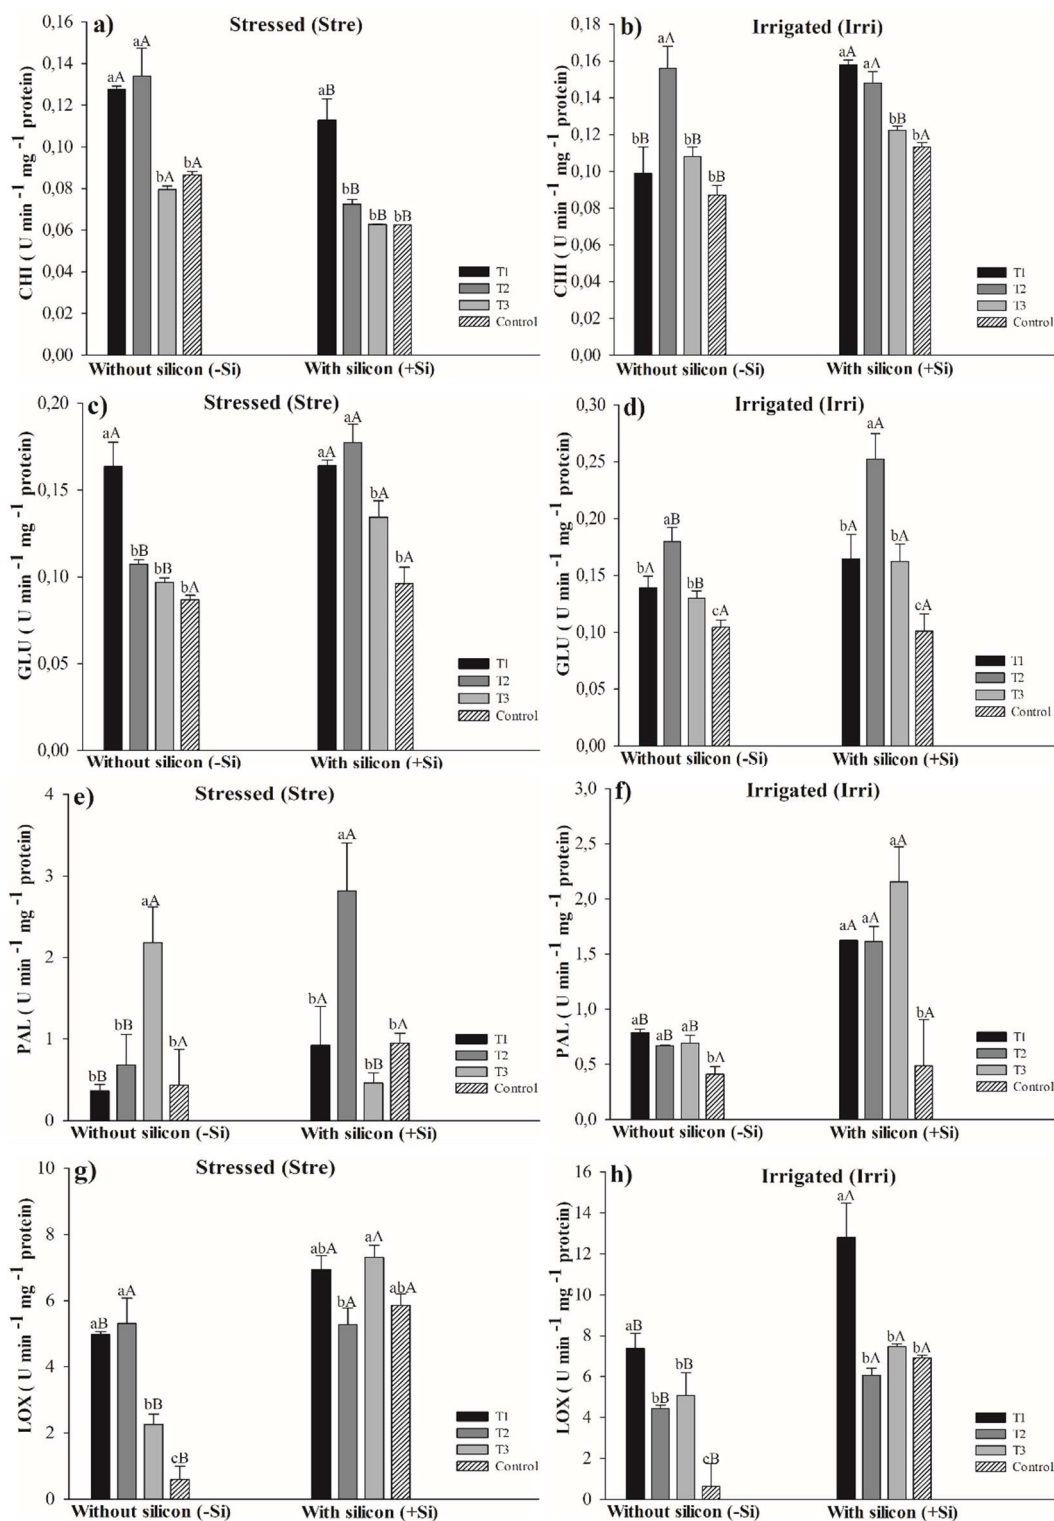 a)
Stressed (Stre)
CHI ( U min ⁻¹ mg ⁻¹ protein)
0,16
0,14
0,12
0,10
0,08
0,06
0,04
0,02
0,00
aA
aA
bA
bA
aB
bB
bB
bB
T1
T2
T3
Control
Without silicon (-Si)
With silicon (+Si)
b)
Irrigated (Irri)
CHI ( U min ⁻¹ mg ⁻¹ protein)
0,18
0,16
0,14
0,12
0,10
0,08
0,06
0,04
0,02
0,00
bB
aA
bB
bB
aA
aA
bB
bA
T1
T2
T3
Control
Without silicon (-Si)
With silicon (+Si)
c)
Stressed (Stre)
GLU ( U min ⁻¹ mg ⁻¹ protein)
0,20
0,15
0,10
0,05
0,00
aA
bB
bB
bA
aA
aA
bA
bA
T1
T2
T3
Control
Without silicon (-Si)
With silicon (+Si)
d)
Irrigated (Irri)
GLU ( U min ⁻¹ mg ⁻¹ protein)
0,30
0,25
0,20
0,15
0,10
0,05
0,00
bA
aB
bB
cA
bA
aA
bA
cA
T1
T2
T3
Control
Without silicon (-Si)
With silicon (+Si)
e)
Stressed (Stre)
PAL ( U min ⁻¹ mg ⁻¹ protein)
4
3
2
1
0
bB
bB
aA
bA
bA
aA
bB
bA
T1
T2
T3
Control
Without silicon (-Si)
With silicon (+Si)
f)
Irrigated (Irri)
PAL ( U min ⁻¹ mg ⁻¹ protein)
3,0
2,5
2,0
1,5
1,0
0,5
0,0
aB
aB
aB
bA
aA
aA
aA
bA
T1
T2
T3
Control
Without silicon (-Si)
With silicon (+Si)
g)
Stressed (Stre)
LOX ( U min ⁻¹ mg ⁻¹ protein)
10
8
6
4
2
0
aB
aA
bB
cB
abA
bA
aA
abA
T1
T2
T3
Control
Without silicon (-Si)
With silicon (+Si)
h)
Irrigated (Irri)
LOX ( U min ⁻¹ mg ⁻¹ protein)
16
14
12
10
8
6
4
2
0
aB
bB
bB
cB
aA
bA
bA
bA
T1
T2
T3
Control
Without silicon (-Si)
With silicon (+Si)